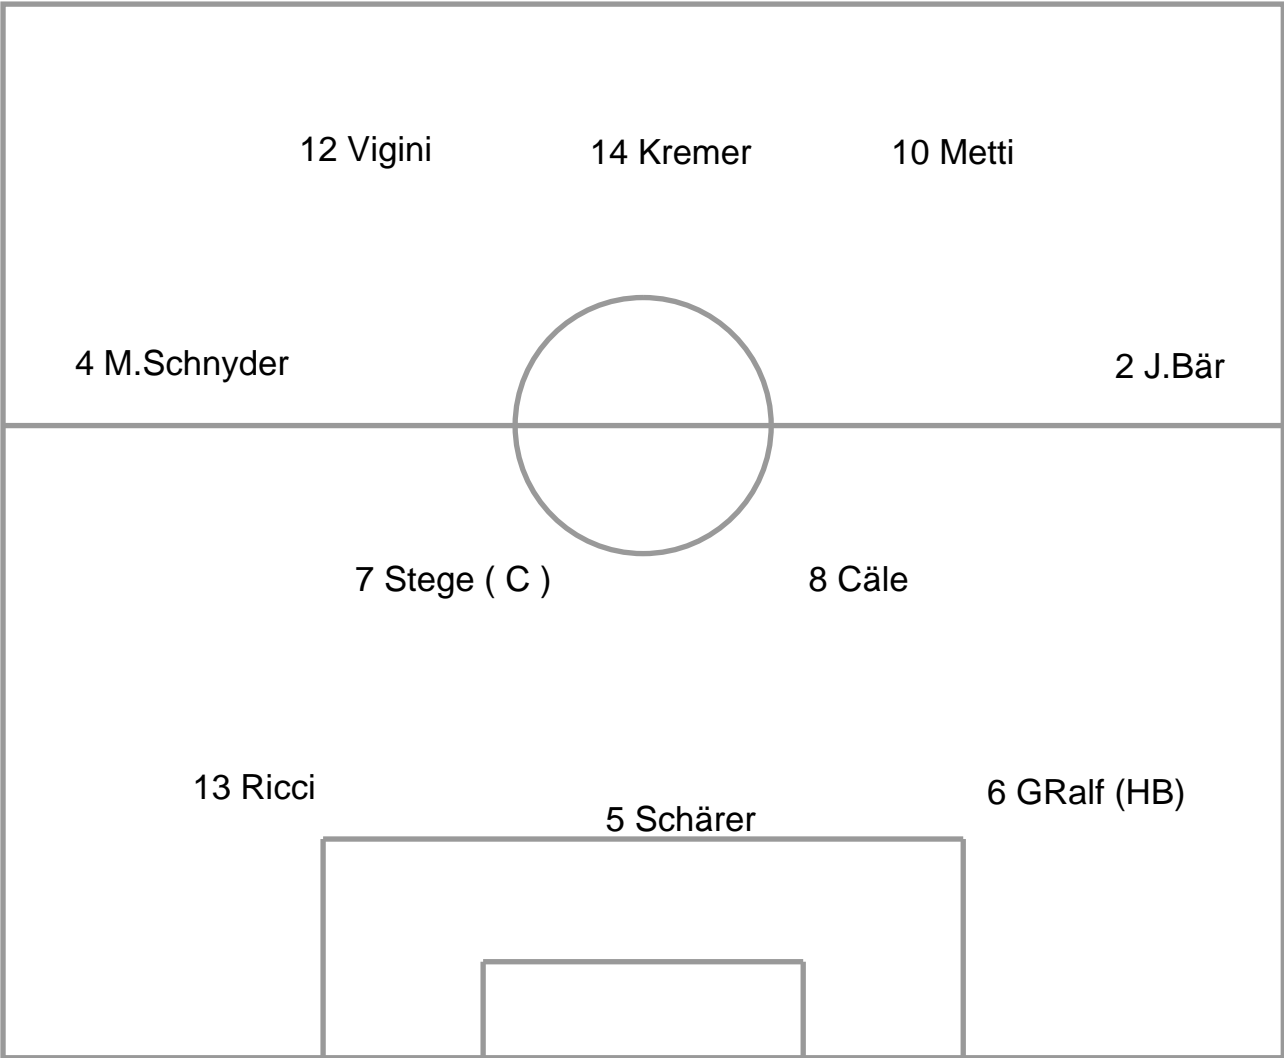 12 Vigini
14 Kremer
10 Metti
4 M.Schnyder
2 J.Bär
7 Stege ( C )
8 Cäle
13 Ricci
6 GRalf (HB)
5 Schärer